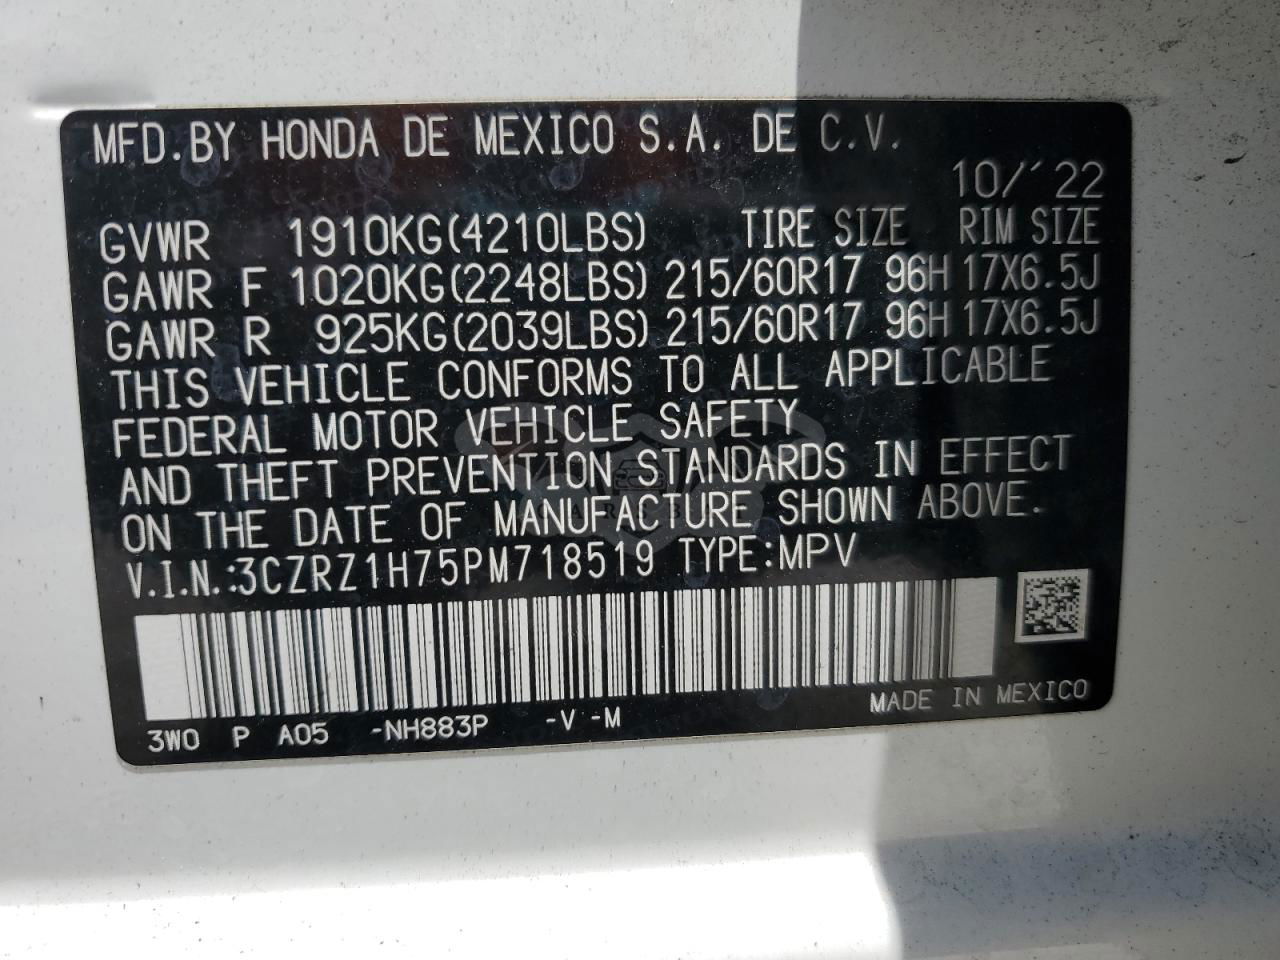 MFD.BY HONDA DE MEXICO S.A. DE C.V.
10/'22
GVWR 1910KG(4210LBS) TIRE SIZE RIM SIZE
GAWR F 1020KG(2248LBS) 215/60R17 96H 17X6.5J
GAWR R 925KG(2039LBS) 215/60R17 96H 17X6.5J
THIS VEHICLE CONFORMS TO ALL APPLICABLE
FEDERAL MOTOR VEHICLE SAFETY
AND THEFT PREVENTION STANDARDS IN EFFECT
ON THE DATE OF MANUFACTURE SHOWN ABOVE.
V.I.N.:3CZRZ1H75PM718519 TYPE:MPV
MADE IN MEXICO
3W0 P A05 -NH883P -V -M